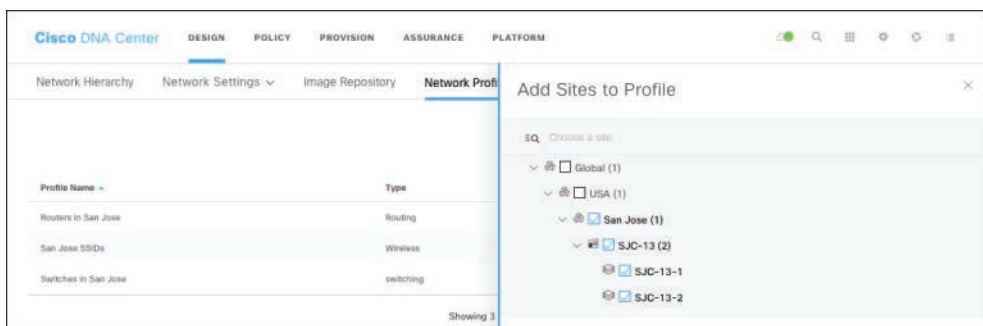 Cisco DNA Center DESIGN POLICY PROVISION ASSURANCE PLATFORM
Network Hierarchy Network Settings Image Repository Network Profi
Add Sites to Profile
Choose a site
Global (1)
USA (1)
San Jose (1)
SJC-13 (2)
SJC-13-1
SJC-13-2
Profile Name Type
Routers in San Jose Routing
San Jose SSIDs Wireless
Switches in San Jose switching
Showing 3